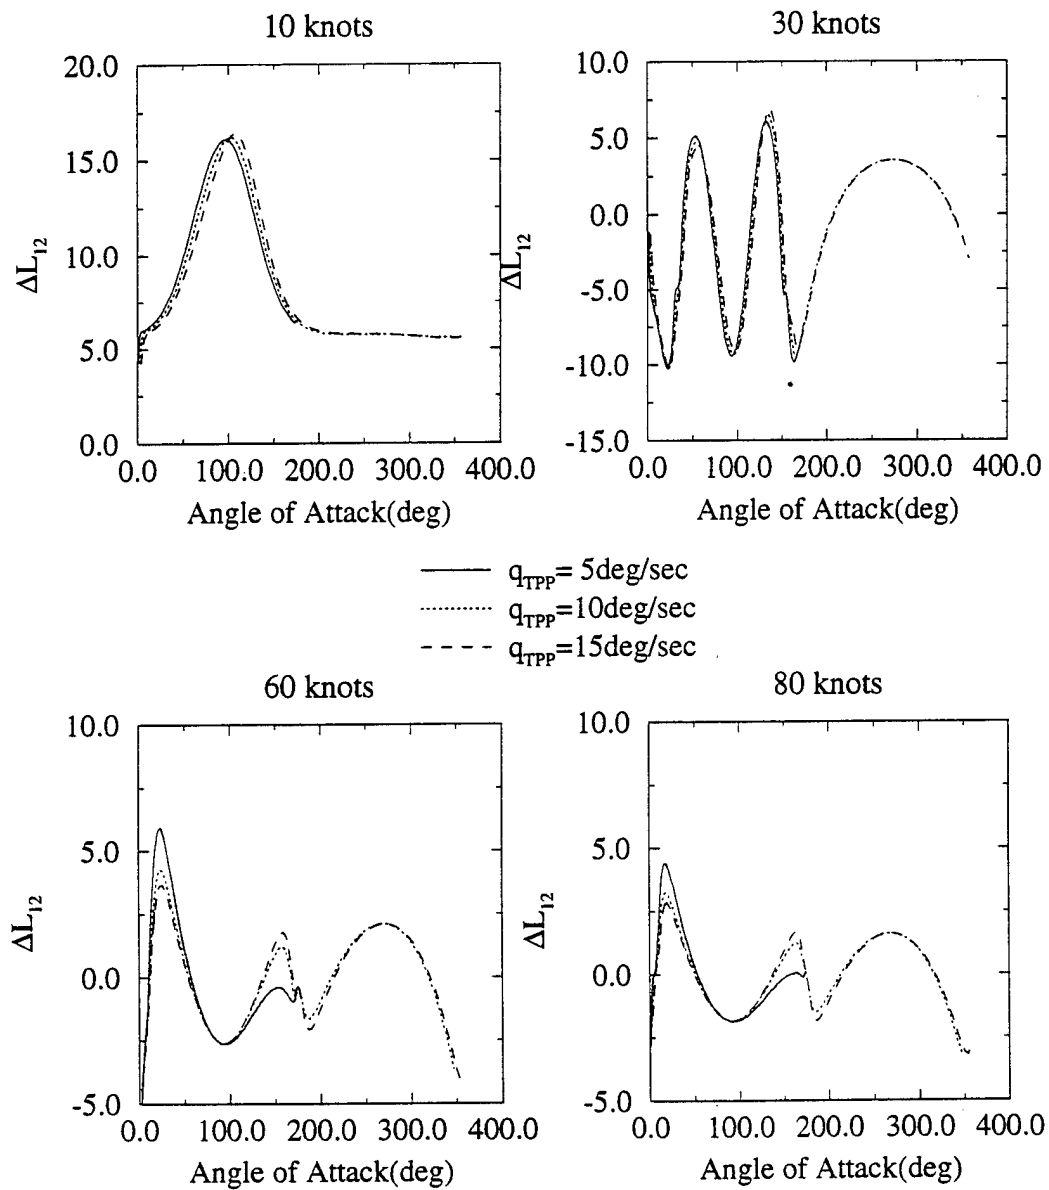 10 knots
20.0
15.0
10.0
5.0
0.0
ΔL12
0.0 100.0 200.0 300.0 400.0
Angle of Attack(deg)
30 knots
10.0
5.0
0.0
-5.0
-10.0
-15.0
ΔL12
0.0 100.0 200.0 300.0 400.0
Angle of Attack(deg)
qTPP= 5deg/sec
qTPP=10deg/sec
qTPP=15deg/sec
60 knots
10.0
5.0
0.0
-5.0
ΔL12
0.0 100.0 200.0 300.0 400.0
Angle of Attack(deg)
80 knots
10.0
5.0
0.0
-5.0
ΔL12
0.0 100.0 200.0 300.0 400.0
Angle of Attack(deg)